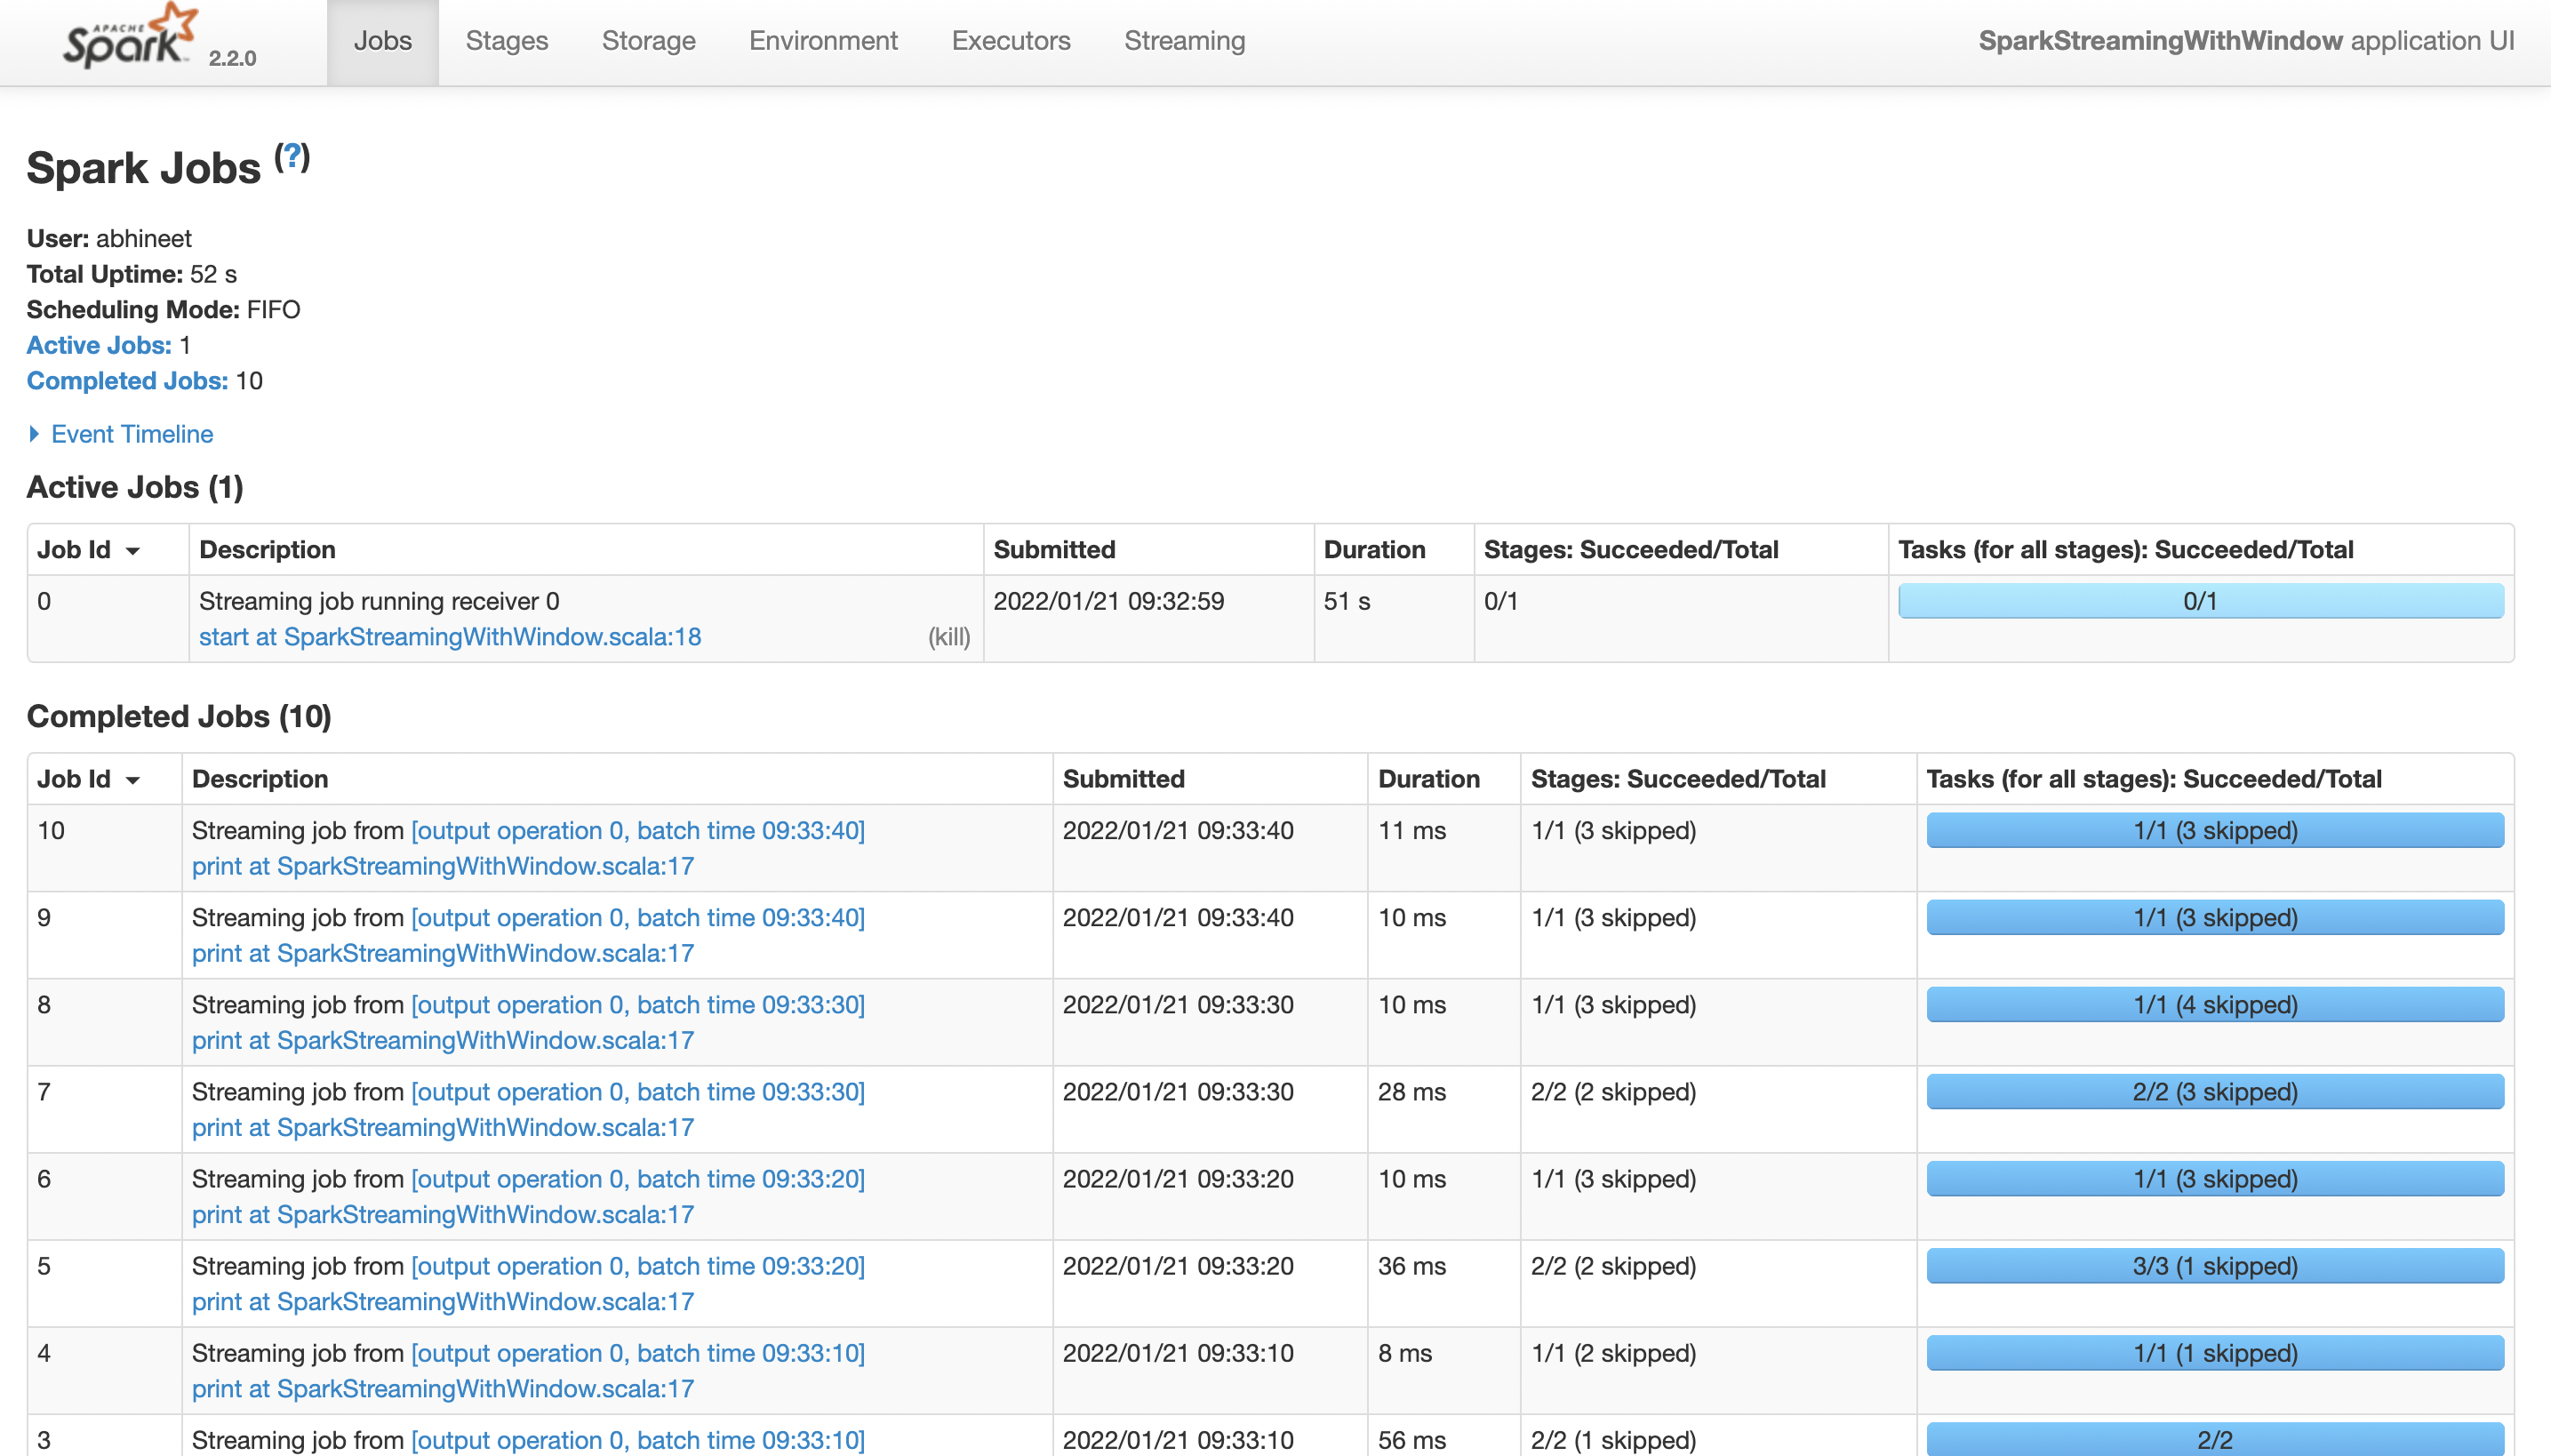 APACHE
Spark 2.2.0 Jobs Stages Storage Environment Executors Streaming SparkStreamingWithWindow application UI
Spark Jobs (?)
User: abhineet
Total Uptime: 52 s
Scheduling Mode: FIFO
Active Jobs: 1
Completed Jobs: 10
Event Timeline
Active Jobs (1)
Job Id Description Submitted Duration Stages: Succeeded/Total Tasks (for all stages): Succeeded/Total
0 Streaming job running receiver 0 2022/01/21 09:32:59 51 s 0/1 0/1
start at SparkStreamingWithWindow.scala:18 (kill)
Completed Jobs (10)
Job Id Description Submitted Duration Stages: Succeeded/Total Tasks (for all stages): Succeeded/Total
10 Streaming job from [output operation 0, batch time 09:33:40] 2022/01/21 09:33:40 11 ms 1/1 (3 skipped) 1/1 (3 skipped)
print at SparkStreamingWithWindow.scala:17
9 Streaming job from [output operation 0, batch time 09:33:40] 2022/01/21 09:33:40 10 ms 1/1 (3 skipped) 1/1 (3 skipped)
print at SparkStreamingWithWindow.scala:17
8 Streaming job from [output operation 0, batch time 09:33:30] 2022/01/21 09:33:30 10 ms 1/1 (3 skipped) 1/1 (4 skipped)
print at SparkStreamingWithWindow.scala:17
7 Streaming job from [output operation 0, batch time 09:33:30] 2022/01/21 09:33:30 28 ms 2/2 (2 skipped) 2/2 (3 skipped)
print at SparkStreamingWithWindow.scala:17
6 Streaming job from [output operation 0, batch time 09:33:20] 2022/01/21 09:33:20 10 ms 1/1 (3 skipped) 1/1 (3 skipped)
print at SparkStreamingWithWindow.scala:17
5 Streaming job from [output operation 0, batch time 09:33:20] 2022/01/21 09:33:20 36 ms 2/2 (2 skipped) 3/3 (1 skipped)
print at SparkStreamingWithWindow.scala:17
4 Streaming job from [output operation 0, batch time 09:33:10] 2022/01/21 09:33:10 8 ms 1/1 (2 skipped) 1/1 (1 skipped)
print at SparkStreamingWithWindow.scala:17
3 Streaming job from [output operation 0, batch time 09:33:10] 2022/01/21 09:33:10 56 ms 2/2 (1 skipped) 2/2